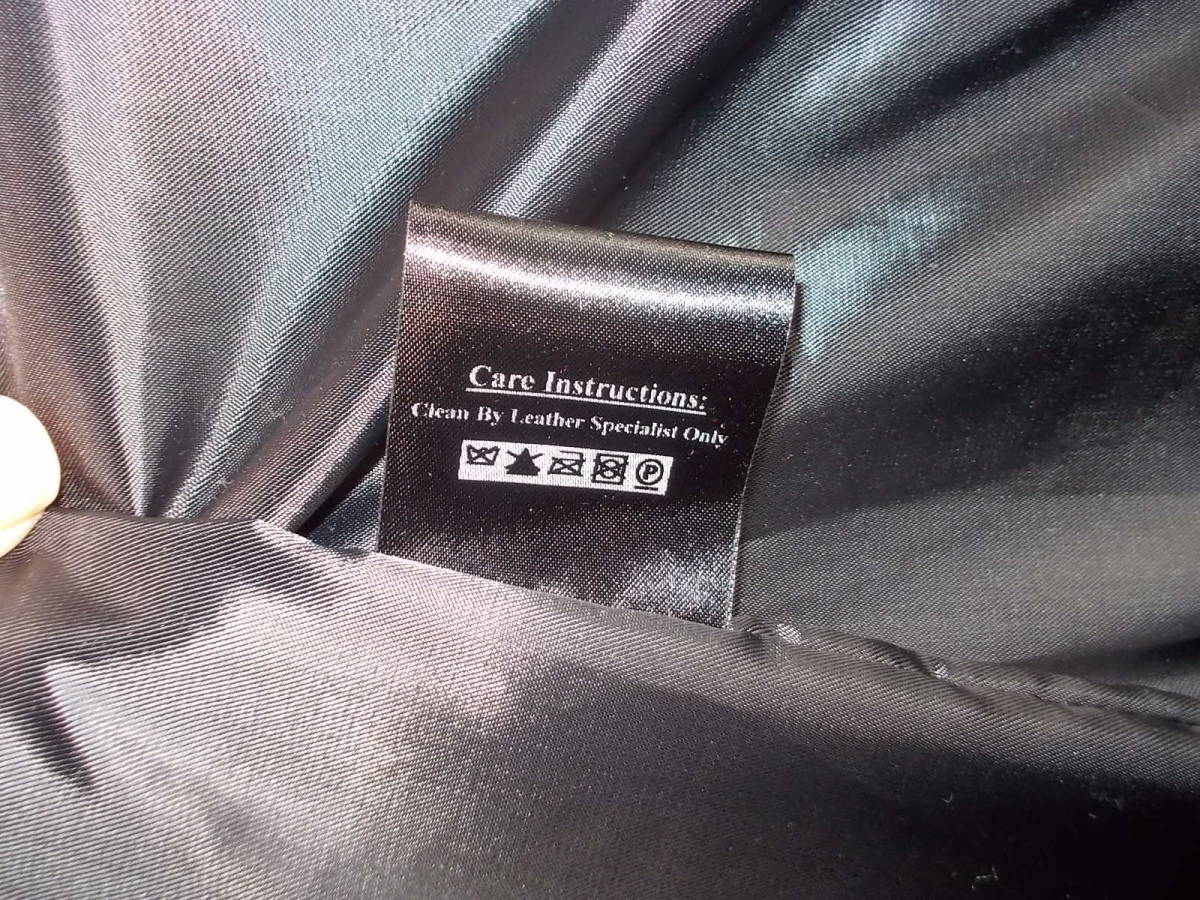 Care Instructions:
Clean By Leather Specialist Only
P